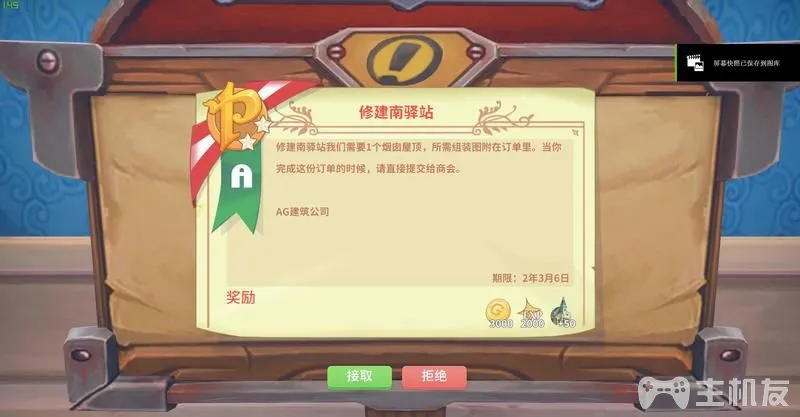 145
屏幕快照已保存到图库
修建南驿站
修建南驿站我们需要1个烟囱屋顶，所需组装图附在订单里。当你
完成这份订单的时候，请直接提交给商会。
A
AG建筑公司
期限：2年3月6日
奖励
3000
EXP
2000
+50
接取
拒绝
主机友